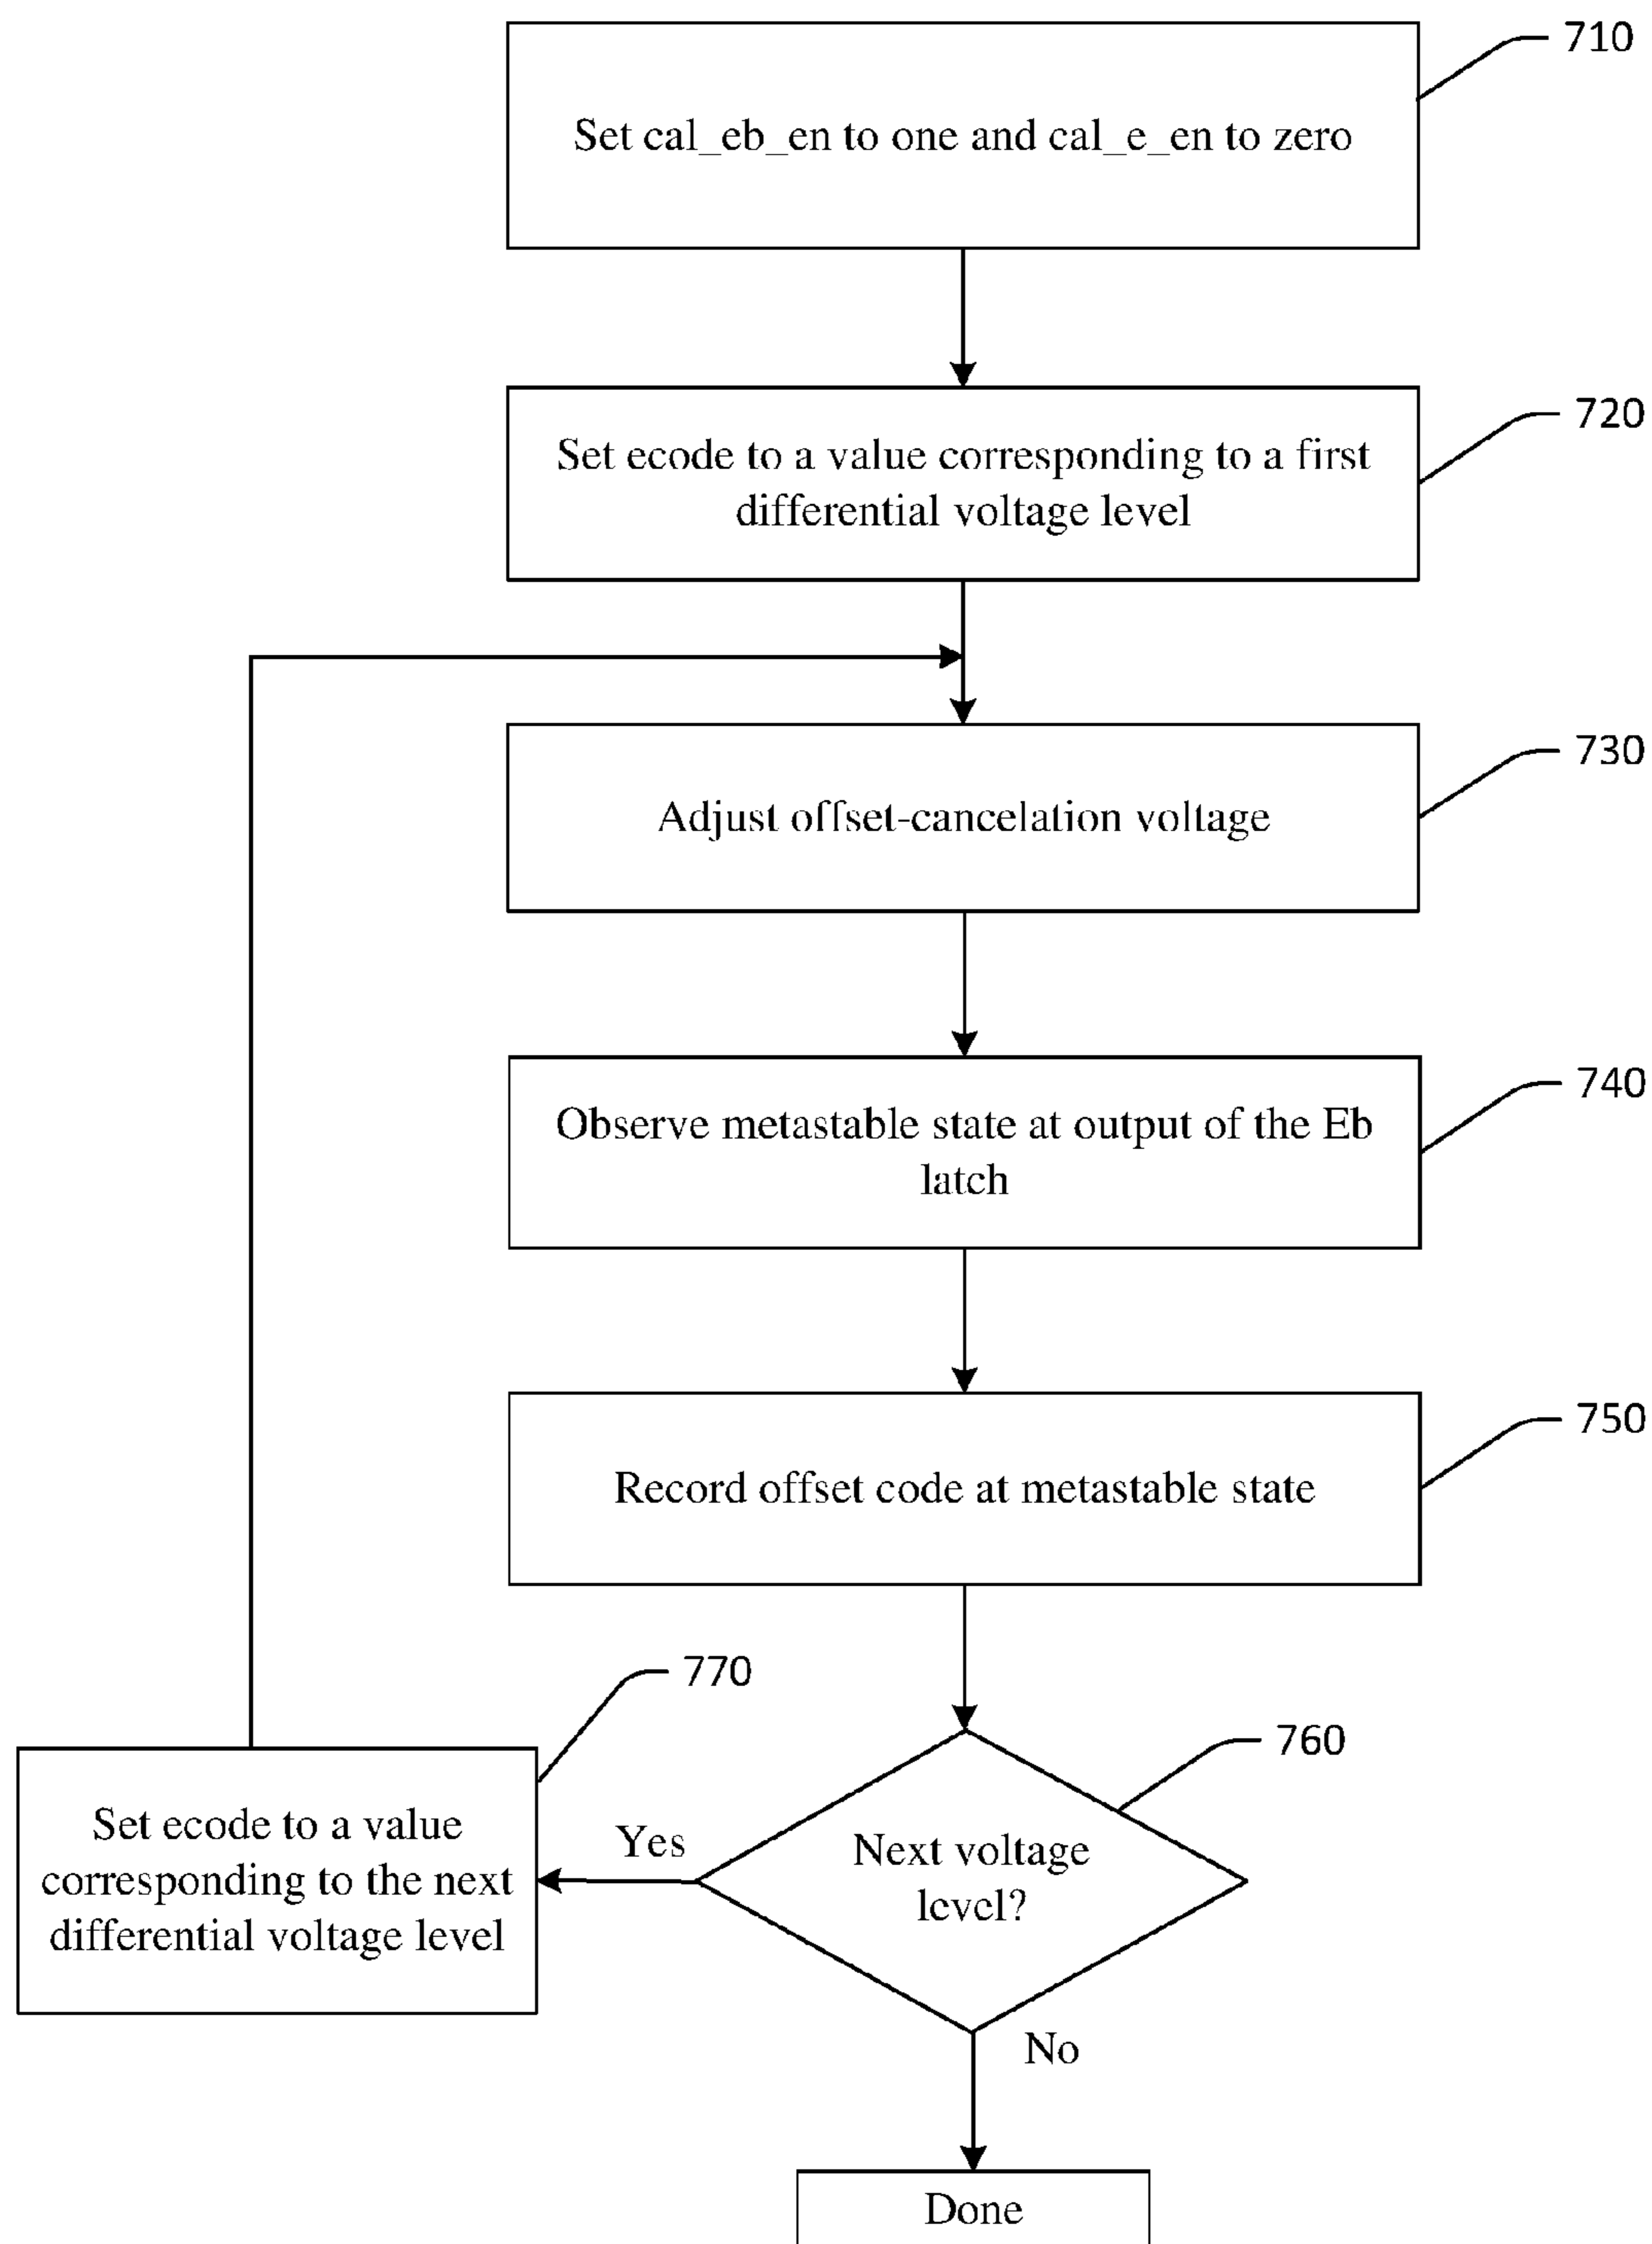 710
Set cal_eb_en to one and cal_e_en to zero
720
Set ecode to a value corresponding to a first
differential voltage level
730
Adjust offset-cancelation voltage
740
Observe metastable state at output of the Eb
latch
750
Record offset code at metastable state
770
760
Set ecode to a value
corresponding to the next
differential voltage level
Yes
Next voltage
level?
No
Done